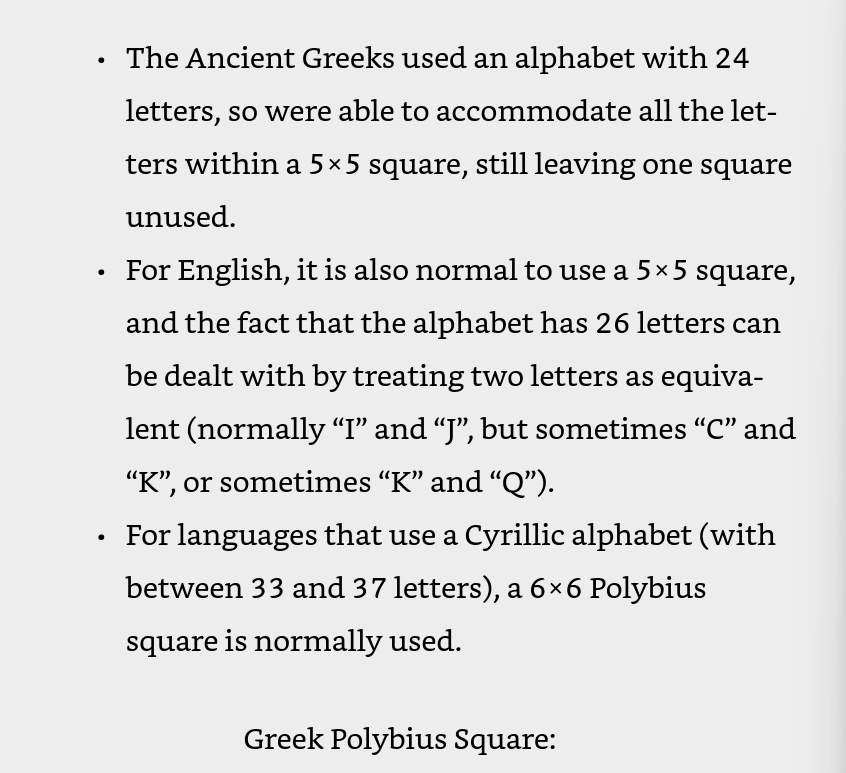 • The Ancient Greeks used an alphabet with 24
letters, so were able to accommodate all the let-
ters within a 5×5 square, still leaving one square
unused.
• For English, it is also normal to use a 5×5 square,
and the fact that the alphabet has 26 letters can
be dealt with by treating two letters as equiva-
lent (normally “I” and “J”, but sometimes “C” and
“K”, or sometimes “K” and “Q”).
• For languages that use a Cyrillic alphabet (with
between 33 and 37 letters), a 6×6 Polybius
square is normally used.
Greek Polybius Square: